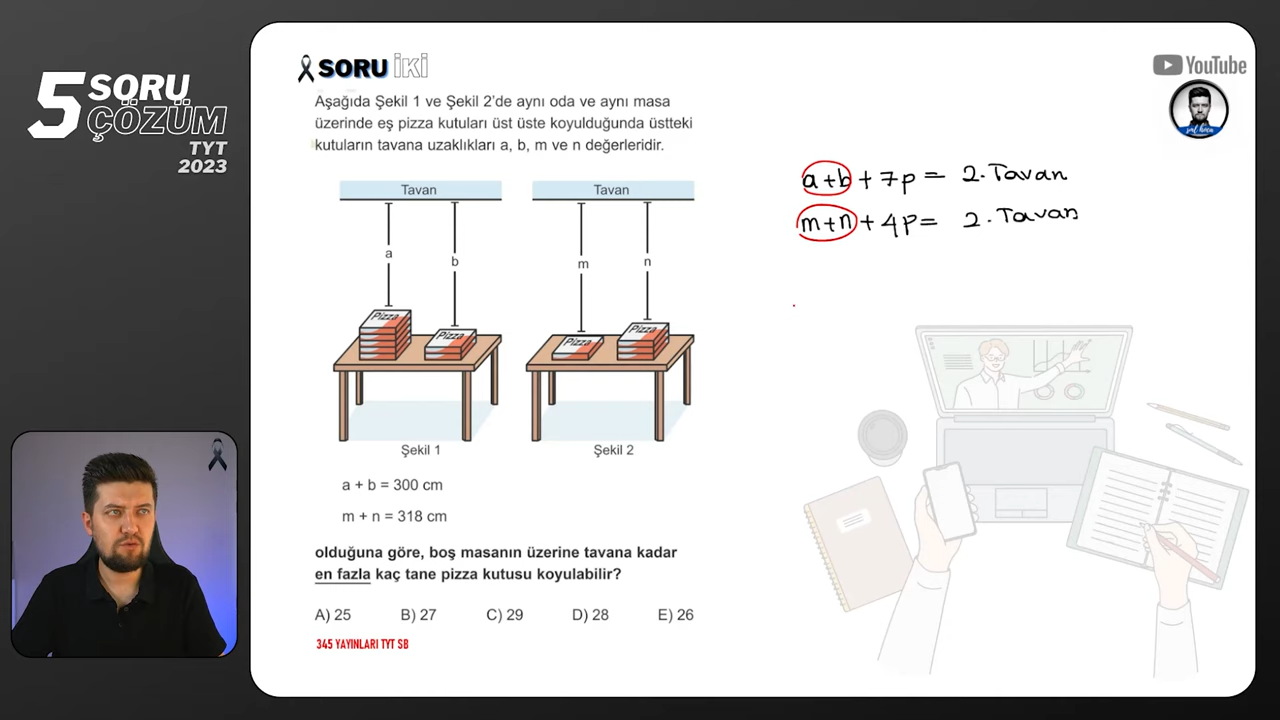 5 SORU
ÇÖZÜM
TYT
2023
SORU İKİ
YouTube
Aşağıda Şekil 1 ve Şekil 2'de aynı oda ve aynı masa
üzerinde eş pizza kutuları üst üste koyulduğunda üstteki
kutuların tavana uzaklıkları a, b, m ve n değerleridir.
a+b + 7p = 2.Tavan
m+n + 4p = 2.Tavan
Tavan
Tavan
a
b
m
n
Pizza
Pizza
Pizza
Pizza
Şekil 1
Şekil 2
a + b = 300 cm
m + n = 318 cm
olduğuna göre, boş masanın üzerine tavana kadar
en fazla kaç tane pizza kutusu koyulabilir?
A) 25 B) 27 C) 29 D) 28 E) 26
345 YAYINLARI TYT SB